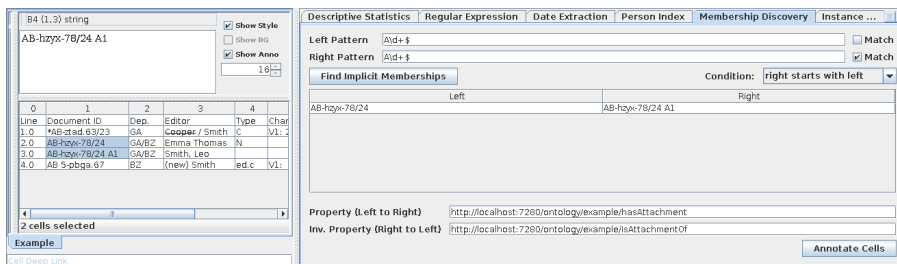 B4 (1,3) string
AB-hzyx-78/24
Show Style
Show BG
Show Anno
16
0 1 2 3 4
Line Document ID Dep. Editor Type Char
1.0 *AB-ztad.63/23 GA Cooper / Smith C V1: 2
2.0 AB-hzyx-78/24 GA/BZ Emma Thomas N
3.0 AB-hzyx-78/24 A1 GA/BZ Smith, Leo
4.0 AB 5-pbga.67 BZ (new) Smith ed.c V1:
2 cells selected
Example
Cell Deep Link
Descriptive Statistics Regular Expression Date Extraction Person Index Membership Discovery Instance ...
Left Pattern A\d+$ Match
Right Pattern A\d+$ Match
Find Implicit Memberships Condition: right starts with left
Left Right
AB-hzyx-78/24 AB-hzyx-78/24 A1
Property (Left to Right) http://localhost:7280/ontology/example/hasAttachment
Inv. Property (Right to Left) http://localhost:7280/ontology/example/isAttachmentOf
Annotate Cells